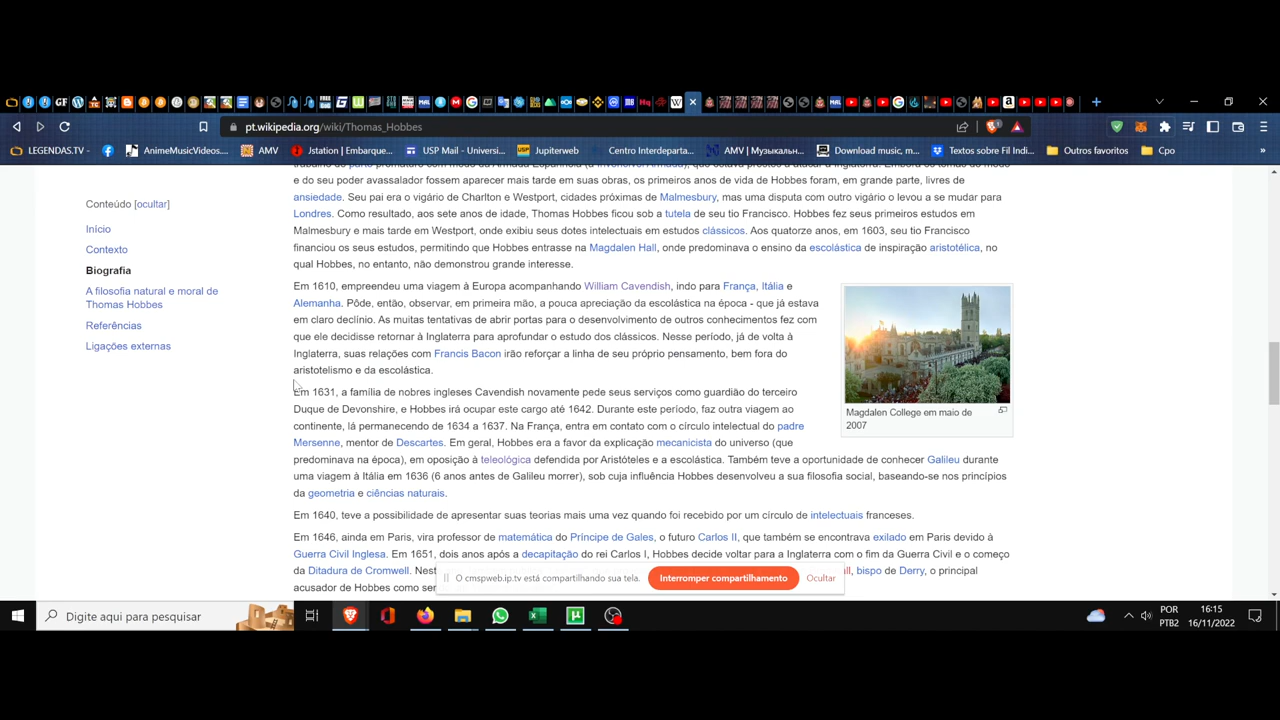 pt.wikipedia.org/wiki/Thomas_Hobbes
LEGENDAS.TV - AnimeMusicVideos... AMV Jstation | Embarque... USP Mail - Universi... Jupiterweb Centro Interdeparta... AMV | Музыкальн... Download music, m... Textos sobre Fil Indi... Outros favoritos Cpo
e do seu poder avassalador fossem aparecer mais tarde em suas obras, os primeiros anos de vida de Hobbes foram, em grande parte, livres de
Conteúdo [ocultar]
Início
Contexto
Biografia
A filosofia natural e moral de
Thomas Hobbes
Referências
Ligações externas
ansiedade. Seu pai era o vigário de Charlton e Westport, cidades próximas de Malmesbury, mas uma disputa com outro vigário o levou a se mudar para
Londres. Como resultado, aos sete anos de idade, Thomas Hobbes ficou sob a tutela de seu tio Francisco. Hobbes fez seus primeiros estudos em
Malmesbury e mais tarde em Westport, onde exibiu seus dotes intelectuais em estudos clássicos. Aos quatorze anos, em 1603, seu tio Francisco
financiou os seus estudos, permitindo que Hobbes entrasse na Magdalen Hall, onde predominava o ensino da escolástica de inspiração aristotélica, no
qual Hobbes, no entanto, não demonstrou grande interesse.
Em 1610, empreendeu uma viagem à Europa acompanhando William Cavendish, indo para França, Itália e
Alemanha. Pôde, então, observar, em primeira mão, a pouca apreciação da escolástica na época - que já estava
em claro declínio. As muitas tentativas de abrir portas para o desenvolvimento de outros conhecimentos fez com
que ele decidisse retornar à Inglaterra para aprofundar o estudo dos clássicos. Nesse período, já de volta à
Inglaterra, suas relações com Francis Bacon irão reforçar a linha de seu próprio pensamento, bem fora do
aristotelismo e da escolástica.
Magdalen College em maio de
2007
Em 1631, a família de nobres ingleses Cavendish novamente pede seus serviços como guardião do terceiro
Duque de Devonshire, e Hobbes irá ocupar este cargo até 1642. Durante este período, faz outra viagem ao
continente, lá permanecendo de 1634 a 1637. Na França, entra em contato com o círculo intelectual do padre
Mersenne, mentor de Descartes. Em geral, Hobbes era a favor da explicação mecanicista do universo (que
predominava na época), em oposição à teleológica defendida por Aristóteles e a escolástica. Também teve a oportunidade de conhecer Galileu durante
uma viagem à Itália em 1636 (6 anos antes de Galileu morrer), sob cuja influência Hobbes desenvolveu a sua filosofia social, baseando-se nos princípios
da geometria e ciências naturais.
Em 1640, teve a possibilidade de apresentar suas teorias mais uma vez quando foi recebido por um círculo de intelectuais franceses.
Em 1646, ainda em Paris, vira professor de matemática do Príncipe de Gales, o futuro Carlos II, que também se encontrava exilado em Paris devido à
Guerra Civil Inglesa. Em 1651, dois anos após a decapitação do rei Carlos I, Hobbes decide voltar para a Inglaterra com o fim da Guerra Civil e o começo
da Ditadura de Cromwell. Nest all, bispo de Derry, o principal
acusador de Hobbes como ser
O cmspweb.ip.tv está compartilhando sua tela. Interromper compartilhamento Ocultar
Digite aqui para pesquisar
POR
PTB2
16:15
16/11/2022